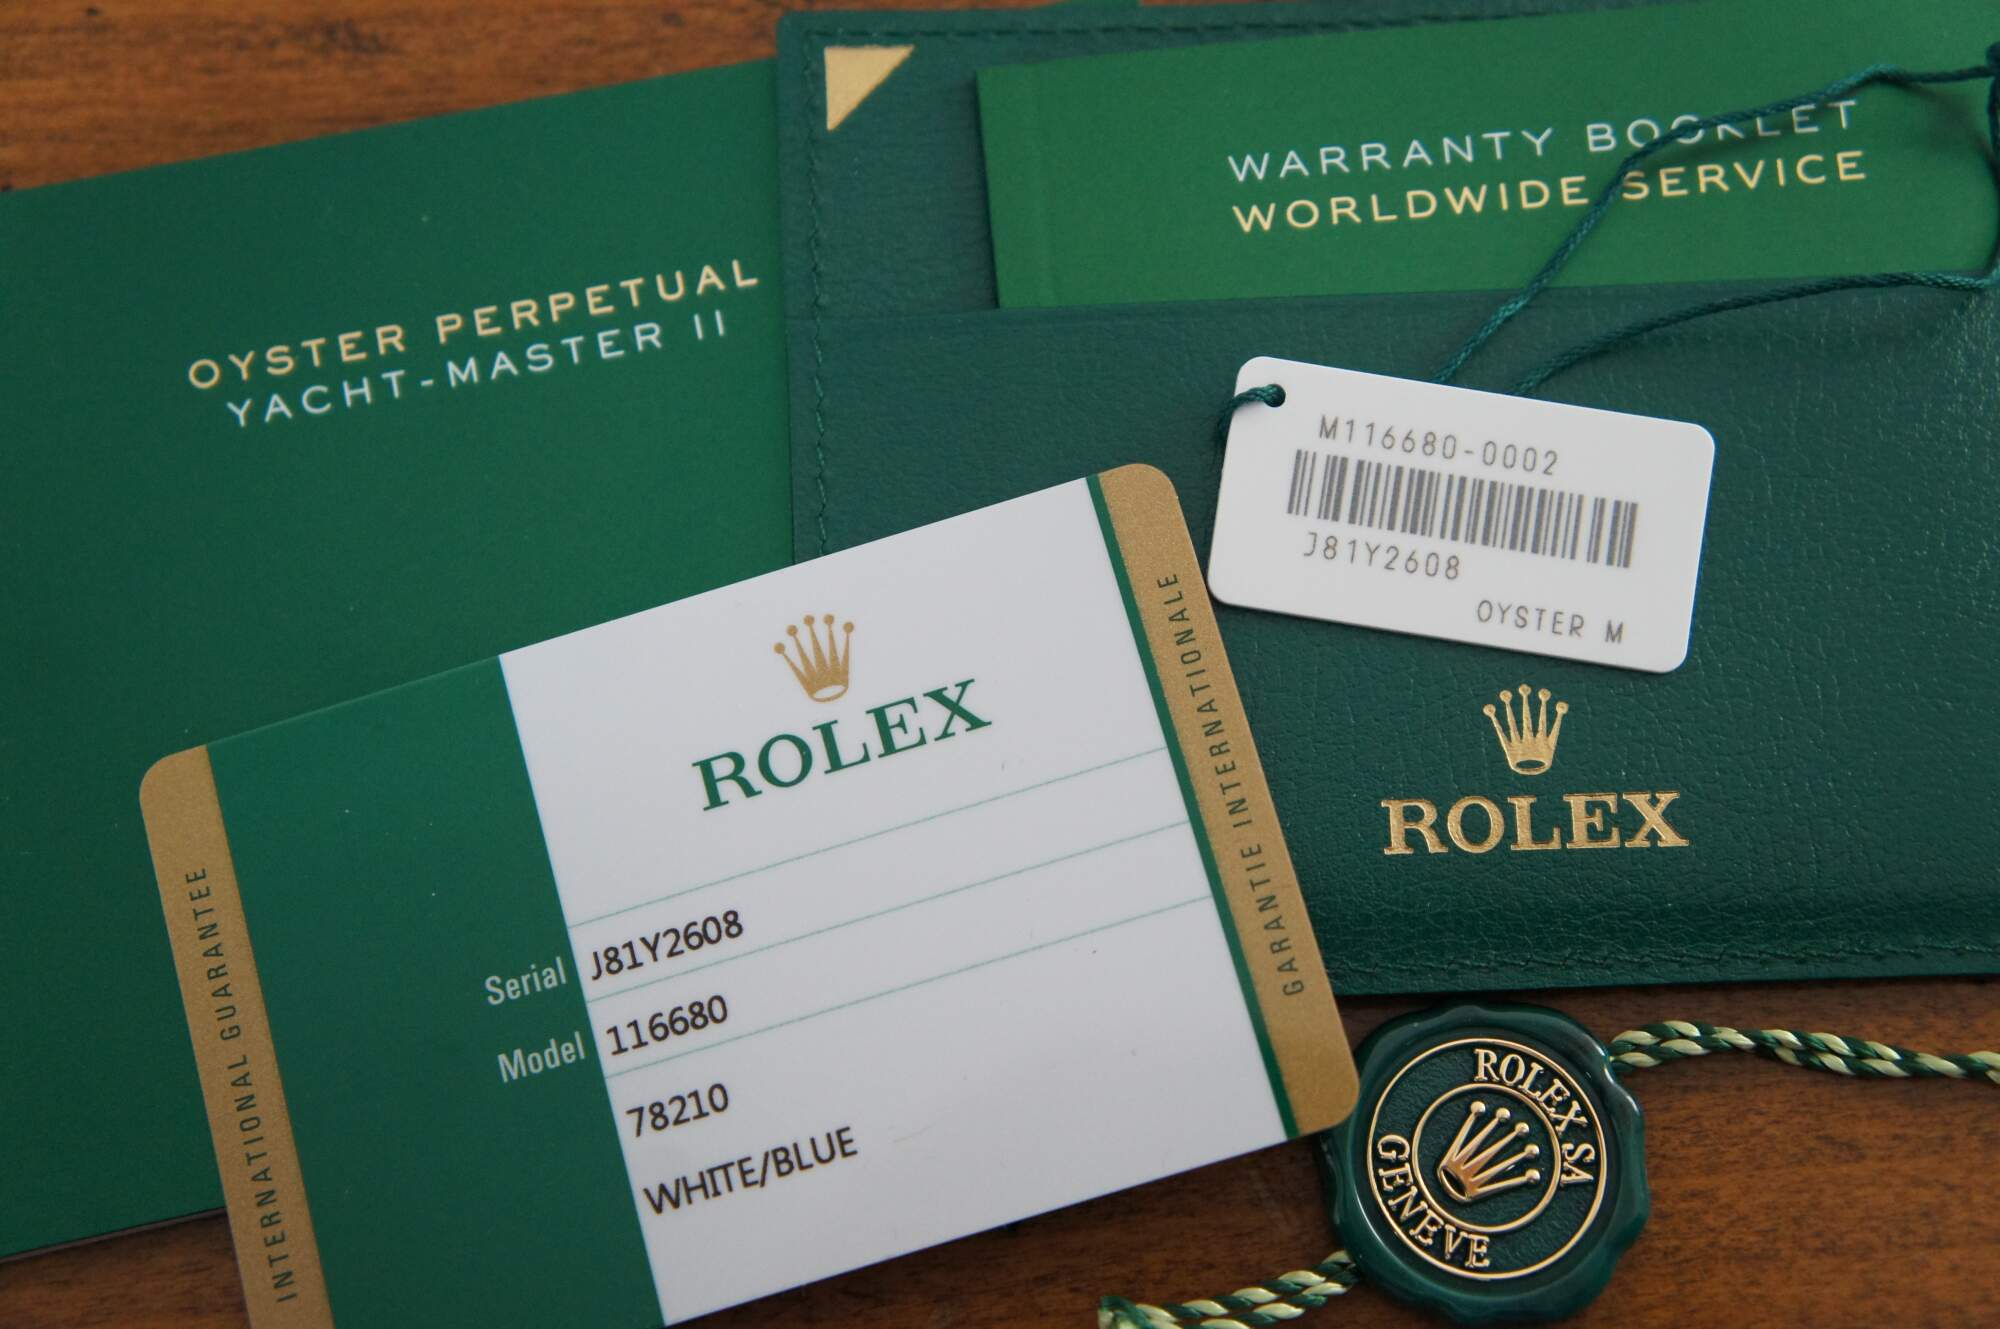 OYSTER PERPETUAL
YACHT-MASTER II
WARRANTY BOOKLET
WORLDWIDE SERVICE
M116680-0002
J81Y2608
OYSTER M
ROLEX
INTERNATIONAL GUARANTEE
ROLEX
Serial J81Y2608
Model 116680
78210
WHITE/BLUE
GARANTIE INTERNATIONALE
ROLEX SA
GENEVE